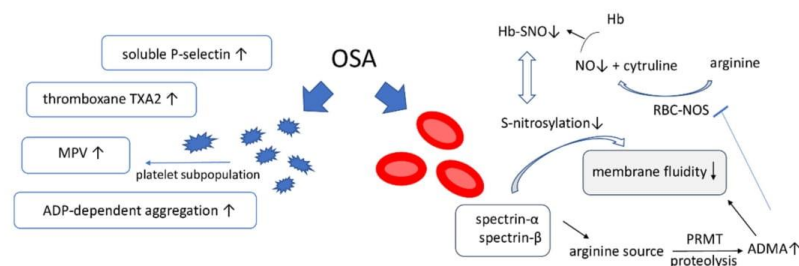 OSA
soluble P-selectin ↑
thromboxane TXA2 ↑
MPV ↑
platelet subpopulation
ADP-dependent aggregation ↑
Hb
Hb-SNO↓
NO↓ + cytruline
arginine
RBC-NOS
S-nitrosylation↓
membrane fluidity ↓
spectrin-α
spectrin-β
arginine source
PRMT
proteolysis
ADMA↑